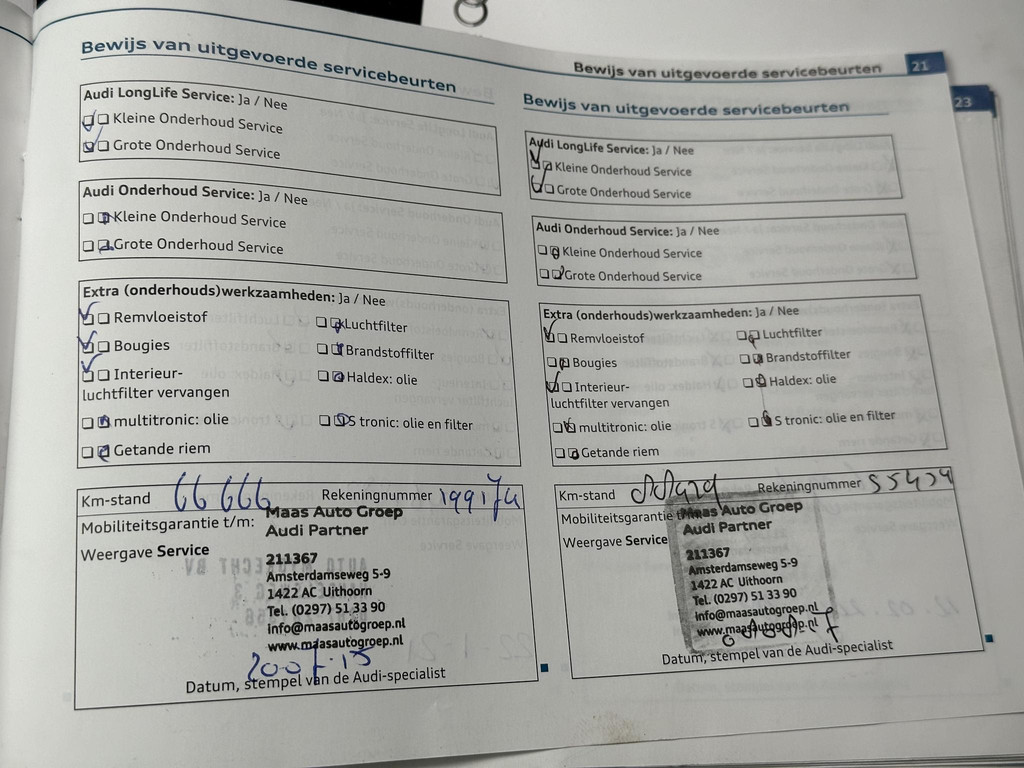 Bewijs van uitgevoerde servicebeurten
Audi LongLife Service: Ja / Nee
Kleine Onderhoud Service
Grote Onderhoud Service
Audi Onderhoud Service: Ja / Nee
Kleine Onderhoud Service
Grote Onderhoud Service
Extra (onderhouds)werkzaamheden: Ja / Nee
Remvloeistof
Luchtfilter
Bougies
Brandstoffilter
Interieur-
luchtfilter vervangen
Haldex: olie
multitronic: olie
S tronic: olie en filter
Getande riem
Km-stand 66 666 Rekeningnummer
Mobiliteitsgarantie t/m:
Weergave Service
Maas Auto Groep
Audi Partner
211367
Amsterdamseweg 5-9
1422 AC Uithoorn
Tel. (0297) 51 33 90
info@maasautogroep.nl
www.maasautogroep.nl
Datum, stempel van de Audi-specialist
Bewijs van uitgevoerde servicebeurten 21
23
Bewijs van uitgevoerde servicebeurten
Audi LongLife Service: Ja / Nee
Kleine Onderhoud Service
Grote Onderhoud Service
Audi Onderhoud Service: Ja / Nee
Kleine Onderhoud Service
Grote Onderhoud Service
Extra (onderhouds)werkzaamheden: Ja / Nee
Remvloeistof
Luchtfilter
Bougies
Brandstoffilter
Interieur-
luchtfilter vervangen
Haldex: olie
multitronic: olie
S tronic: olie en filter
Getande riem
Km-stand Rekeningnummer
Mobiliteitsgarantie
Weergave Service
Maas Auto Groep
Audi Partner
211367
Amsterdamseweg 5-9
1422 AC Uithoorn
Tel. (0297) 51 33 90
info@maasautogroep.nl
www.maasautogroep.nl
Datum, stempel van de Audi-specialist